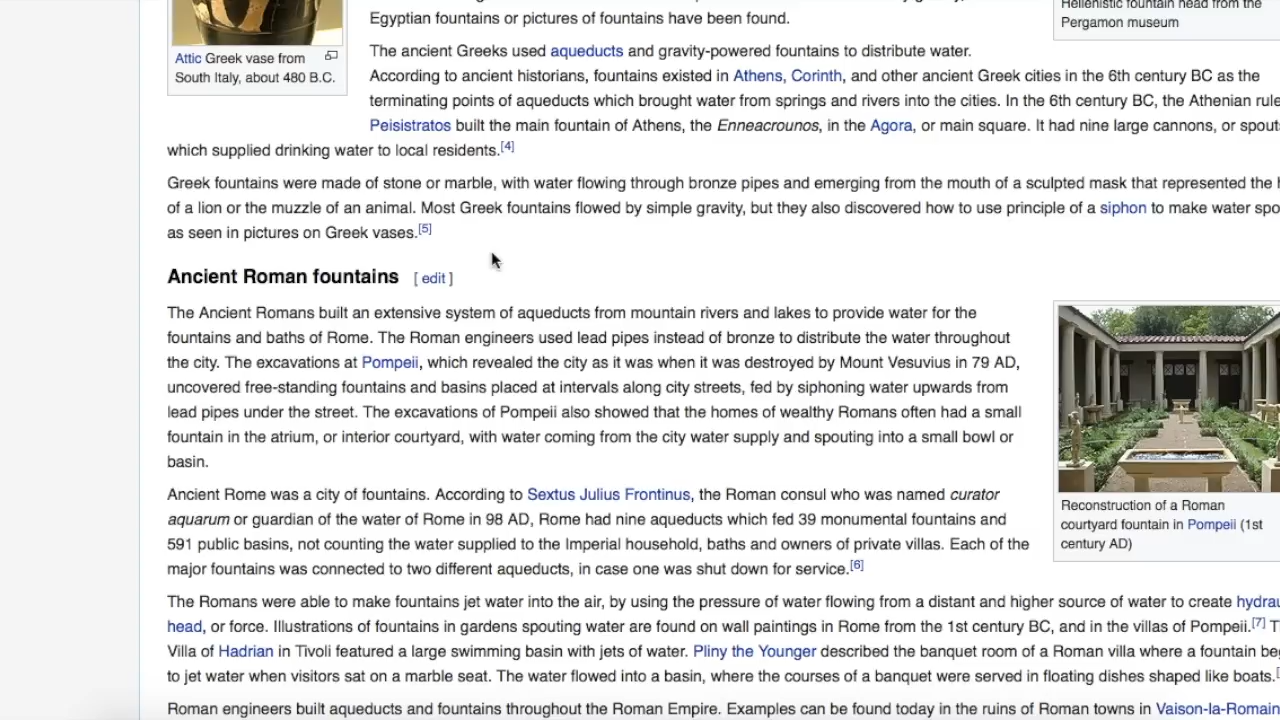 Egyptian fountains or pictures of fountains have been found.
Hellenistic fountain head from the
Pergamon museum
Attic Greek vase from
South Italy, about 480 B.C.
The ancient Greeks used aqueducts and gravity-powered fountains to distribute water.
According to ancient historians, fountains existed in Athens, Corinth, and other ancient Greek cities in the 6th century BC as the
terminating points of aqueducts which brought water from springs and rivers into the cities. In the 6th century BC, the Athenian rule
Peisistratos built the main fountain of Athens, the Enneacrounos, in the Agora, or main square. It had nine large cannons, or spout
which supplied drinking water to local residents.[4]
Greek fountains were made of stone or marble, with water flowing through bronze pipes and emerging from the mouth of a sculpted mask that represented the
of a lion or the muzzle of an animal. Most Greek fountains flowed by simple gravity, but they also discovered how to use principle of a siphon to make water spo
as seen in pictures on Greek vases.[5]
Ancient Roman fountains [ edit ]
The Ancient Romans built an extensive system of aqueducts from mountain rivers and lakes to provide water for the
fountains and baths of Rome. The Roman engineers used lead pipes instead of bronze to distribute the water throughout
the city. The excavations at Pompeii, which revealed the city as it was when it was destroyed by Mount Vesuvius in 79 AD,
uncovered free-standing fountains and basins placed at intervals along city streets, fed by siphoning water upwards from
lead pipes under the street. The excavations of Pompeii also showed that the homes of wealthy Romans often had a small
fountain in the atrium, or interior courtyard, with water coming from the city water supply and spouting into a small bowl or
basin.
Reconstruction of a Roman
courtyard fountain in Pompeii (1st
century AD)
Ancient Rome was a city of fountains. According to Sextus Julius Frontinus, the Roman consul who was named curator
aquarum or guardian of the water of Rome in 98 AD, Rome had nine aqueducts which fed 39 monumental fountains and
591 public basins, not counting the water supplied to the Imperial household, baths and owners of private villas. Each of the
major fountains was connected to two different aqueducts, in case one was shut down for service.[6]
The Romans were able to make fountains jet water into the air, by using the pressure of water flowing from a distant and higher source of water to create hydrau
head, or force. Illustrations of fountains in gardens spouting water are found on wall paintings in Rome from the 1st century BC, and in the villas of Pompeii.[7] T
Villa of Hadrian in Tivoli featured a large swimming basin with jets of water. Pliny the Younger described the banquet room of a Roman villa where a fountain be
to jet water when visitors sat on a marble seat. The water flowed into a basin, where the courses of a banquet were served in floating dishes shaped like boats.[
Roman engineers built aqueducts and fountains throughout the Roman Empire. Examples can be found today in the ruins of Roman towns in Vaison-la-Romain